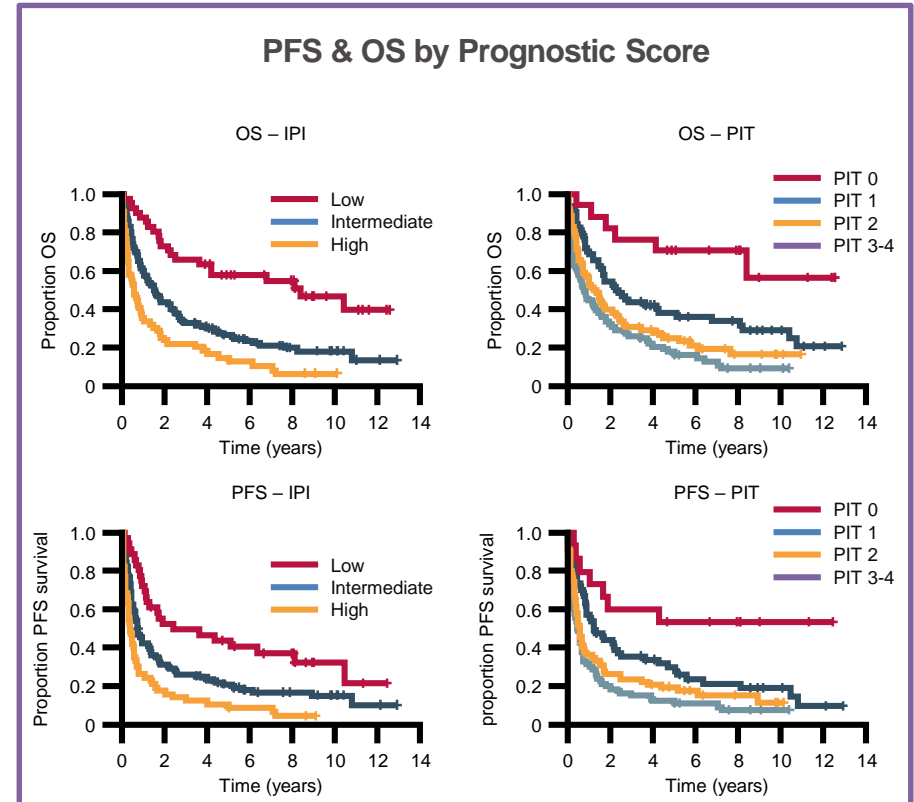 PFS & OS by Prognostic Score
OS – IPI
Proportion OS
1.0
0.8
0.6
0.4
0.2
0
0 2 4 6 8 10 12 14
Time (years)
Low
Intermediate
High
OS – PIT
Proportion OS
1.0
0.8
0.6
0.4
0.2
0
0 2 4 6 8 10 12 14
Time (years)
PIT 0
PIT 1
PIT 2
PIT 3-4
PFS – IPI
Proportion PFS survival
1.0
0.8
0.6
0.4
0.2
0
0 2 4 6 8 10 12 14
Time (years)
Low
Intermediate
High
PFS – PIT
proportion PFS survival
1.0
0.8
0.6
0.4
0.2
0
0 2 4 6 8 10 12 14
Time (years)
PIT 0
PIT 1
PIT 2
PIT 3-4